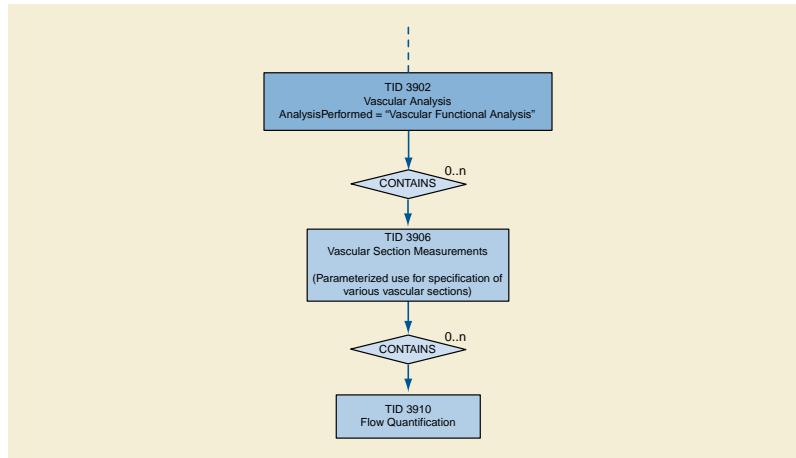 TID 3902
Vascular Analysis
AnalysisPerformed = “Vascular Functional Analysis”
0..n
CONTAINS
TID 3906
Vascular Section Measurements
(Parameterized use for specification of
various vascular sections)
0..n
CONTAINS
TID 3910
Flow Quantification